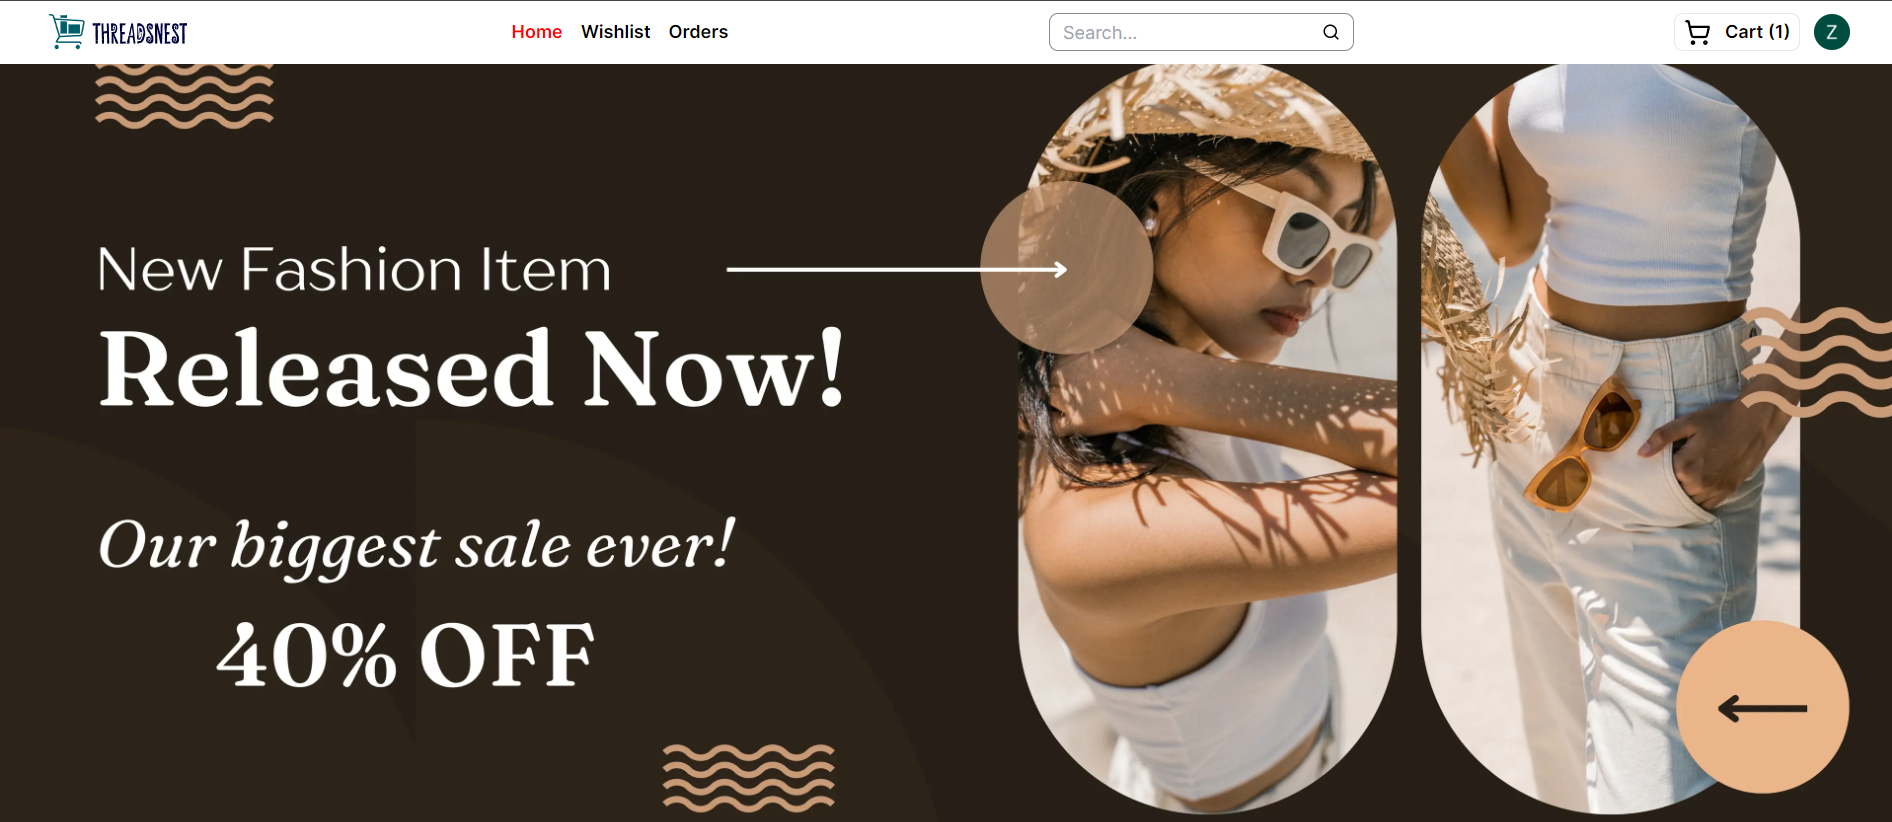 THREADSNEST
Home Wishlist Orders
Search...
Cart (1)
Z
New Fashion Item
Released Now!
Our biggest sale ever!
40% OFF